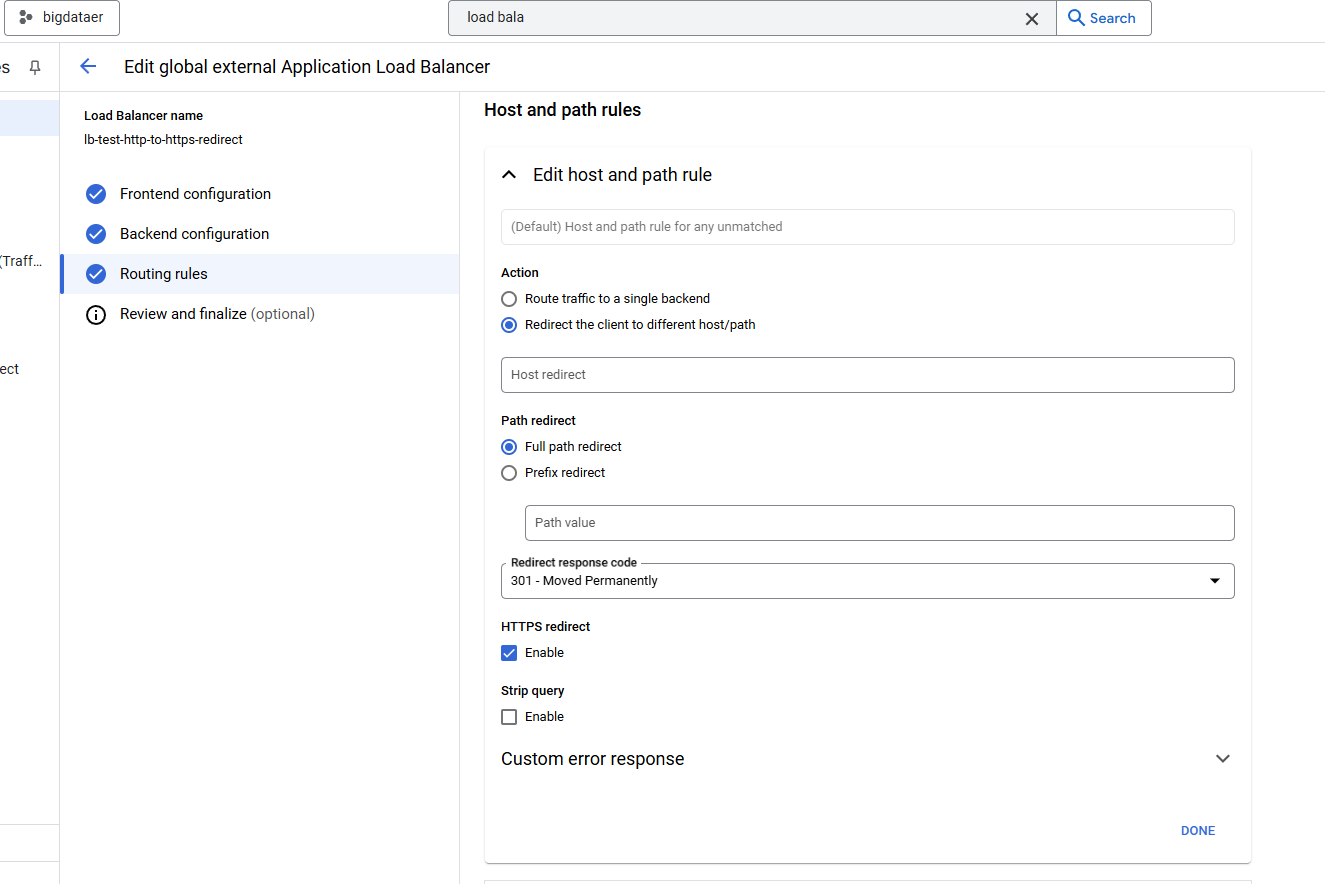 bigdataer
load bala
Search
es
Edit global external Application Load Balancer
Load Balancer name
lb-test-http-to-https-redirect
Frontend configuration
Backend configuration
(Traff...
Routing rules
Review and finalize (optional)
ect
Host and path rules
Edit host and path rule
(Default) Host and path rule for any unmatched
Action
Route traffic to a single backend
Redirect the client to different host/path
Host redirect
Path redirect
Full path redirect
Prefix redirect
Path value
Redirect response code
301 - Moved Permanently
HTTPS redirect
Enable
Strip query
Enable
Custom error response
DONE